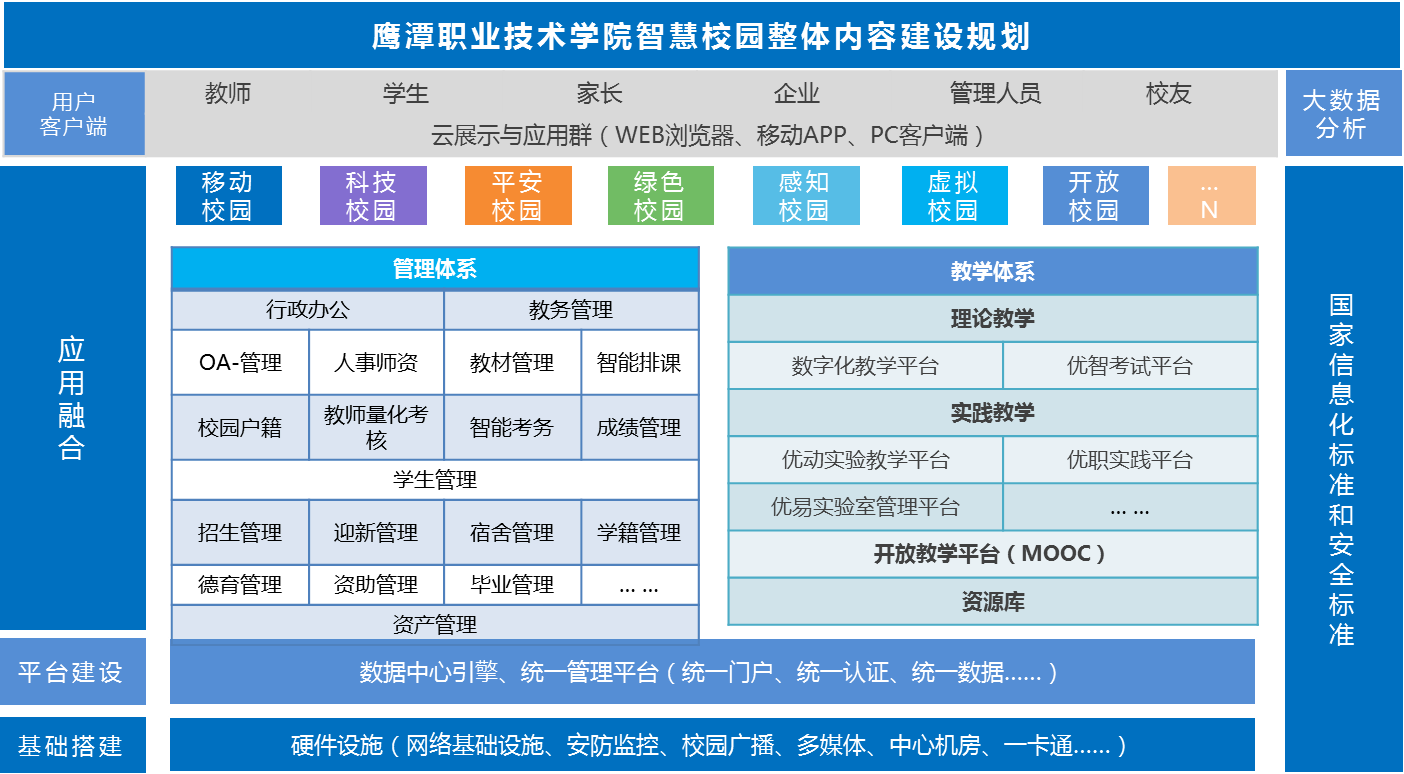 鹰潭职业技术学院智慧校园整体内容建设规划
用户
客户端
教师 学生 家长 企业 管理人员 校友
云展示与应用群（WEB浏览器、移动APP、PC客户端）
大数据
分析
移动
校园
科技
校园
平安
校园
绿色
校园
感知
校园
虚拟
校园
开放
校园
...
N
应用融合
管理体系
行政办公 教务管理
OA-管理 人事师资 教材管理 智能排课
校园户籍 教师量化考
核 智能考务 成绩管理
学生管理
招生管理 迎新管理 宿舍管理 学籍管理
德育管理 资助管理 毕业管理 ... ...
资产管理
教学体系
理论教学
数字化教学平台 优智考试平台
实践教学
优动实验教学平台 优职实践平台
优易实验室管理平台 ... ...
开放教学平台（MOOC）
资源库
国家信息化标准和安全标准
平台建设
数据中心引擎、统一管理平台（统一门户、统一认证、统一数据......）
基础搭建
硬件设施（网络基础设施、安防监控、校园广播、多媒体、中心机房、一卡通......）